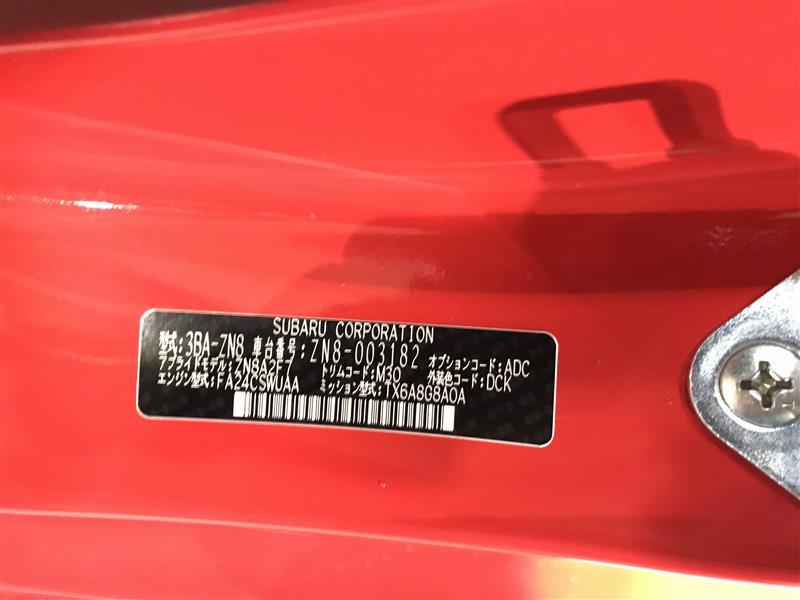 SUBARU CORPORATION
型式:3BA-ZN8 車台番号:ZN8-003182 オプションコード:ADC
アプライドモデル:ZN8A2F7 トリムコード:M30 外装色コード:DCK
エンジン型式:FA24CSWUAA ミッション型式:TX6A8G8AOA